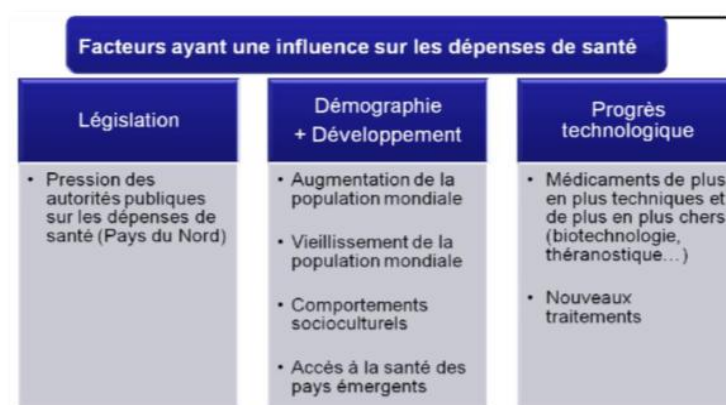 Facteurs ayant une influence sur les dépenses de santé
Législation
• Pression des
autorités publiques
sur les dépenses de
santé (Pays du Nord)
Démographie
+ Développement
• Augmentation de la
population mondiale
• Vieillissement de la
population mondiale
• Comportements
socioculturels
• Accès à la santé des
pays émergents
Progrès
technologique
• Médicaments de plus
en plus techniques et
de plus en plus chers
(biotechnologie,
théranostique…)
• Nouveaux
traitements